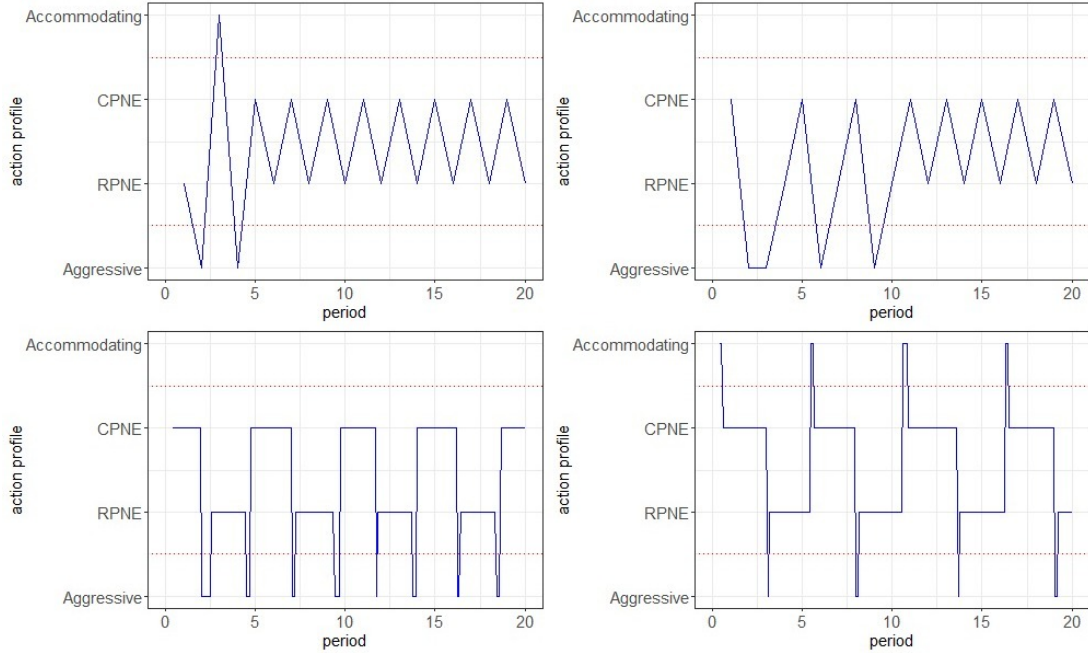 Accommodating
CPNE
RPNE
Aggressive
action profile
0 5 10 15 20
period
Accommodating
CPNE
RPNE
Aggressive
action profile
0 5 10 15 20
period
Accommodating
CPNE
RPNE
Aggressive
action profile
0 5 10 15 20
period
Accommodating
CPNE
RPNE
Aggressive
action profile
0 5 10 15 20
period